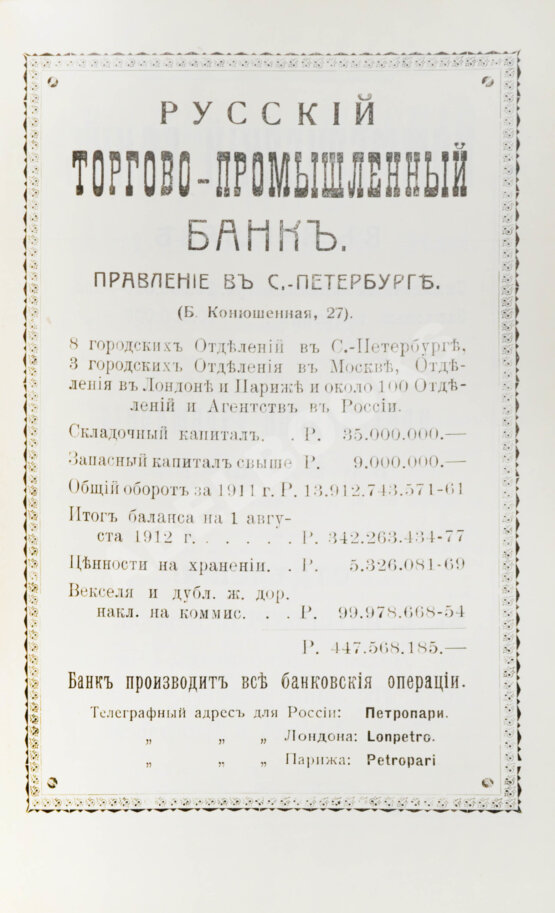 РУССКІЙ
ТОРГОВО-ПРОМЫШЛЕННЫЙ
БАНКЪ.
ПРАВЛЕНІЕ ВЪ С.-ПЕТЕРБУРГѢ.
(Б. Конюшенная, 27).
8 городскихъ Отдѣленій въ С.-Петербургѣ,
3 городскихъ Отдѣленія въ Москвѣ, Отдѣ-
ленія въ Лондонѣ и Парижѣ и около 100 Отдѣ-
леній и Агентствъ въ Россіи.
Складочный капиталъ. . Р. 35.000.000.—
Запасный капиталъ свыше Р. 9.000.000.—
Общій оборотъ за 1911 г. Р. 13.912.743.571-61
Итогъ баланса на 1 авгу-
ста 1912 г. . . . . . Р. 342.263.434-77
Цѣнности на храненіи. . Р. 5.326.081-69
Векселя и дубл. ж. дор.
накл. на коммис. . . Р. 99.978.668-54
Р. 447.568.185.—
Банкъ производитъ всѣ банковскія операціи.
Телеграфный адресъ для Россіи: Петропари.
„ „ „ Лондона: Lonpetro.
„ „ „ Парижа: Petropari